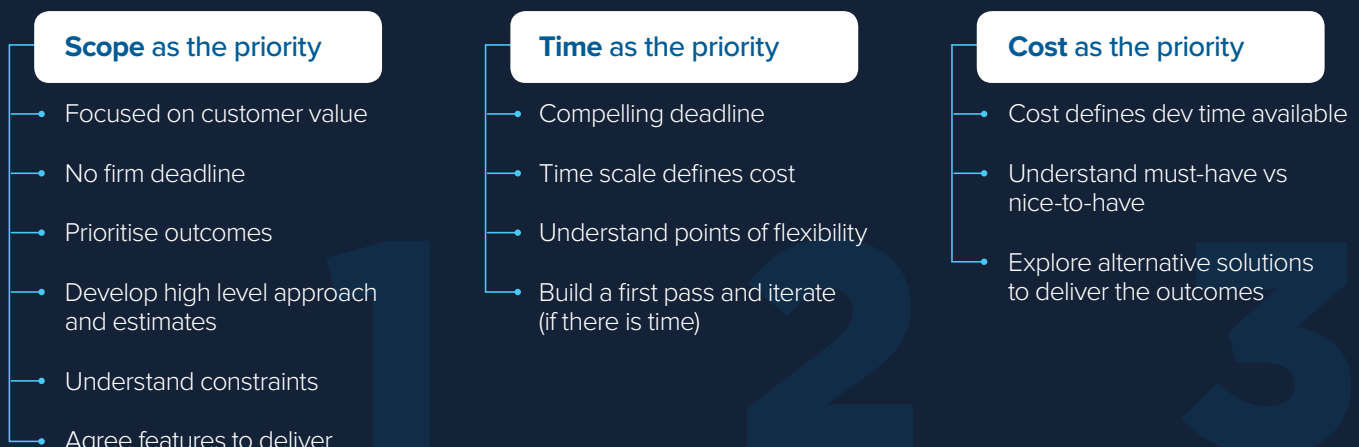 Scope as the priority
Focused on customer value
No firm deadline
Prioritise outcomes
Develop high level approach
and estimates
Understand constraints
Agree features to deliver
1
Time as the priority
Compelling deadline
Time scale defines cost
Understand points of flexibility
Build a first pass and iterate
(if there is time)
2
Cost as the priority
Cost defines dev time available
Understand must-have vs
nice-to-have
Explore alternative solutions
to deliver the outcomes
3